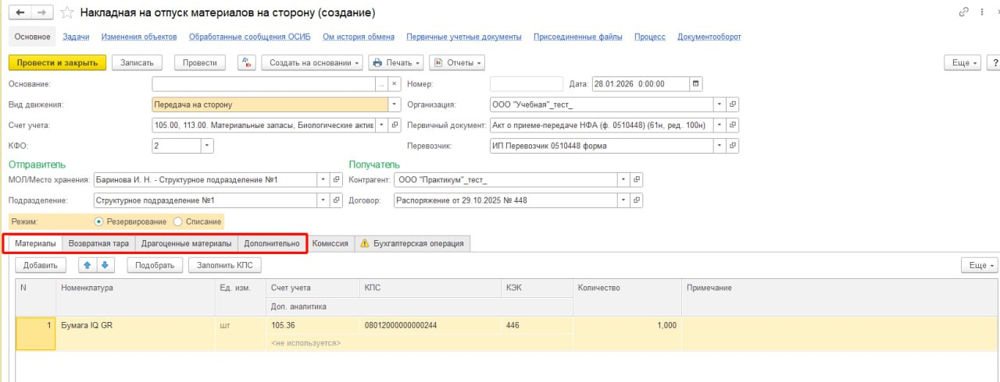 Накладная на отпуск материалов на сторону (создание)
Основное Задачи Изменения объектов Обработанные сообщения ОСИБ Ом история обмена Первичные учетные документы Присоединенные файлы Процесс Документооборот
Провести и закрыть Записать Провести Дт Кт Создать на основании Печать Отчеты Еще ?
Основание: Номер: Дата: 28.01.2026 0:00:00
Вид движения: Передача на сторону Организация: ООО "Учебная"_тест_
Счет учета: 105.00, 113.00. Материальные запасы, Биологические актив Первичный документ: Акт о приеме-передаче НФА (ф. 0510448) (61н, ред. 100н)
КФО: 2 Перевозчик: ИП Перевозчик 0510448 форма
Отправитель Получатель
МОЛ/Место хранения: Баринова И. Н. - Структурное подразделение №1 Контрагент: ООО "Практикум"_тест_
Подразделение: Структурное подразделение №1 Договор: Распоряжение от 29.10.2025 № 448
Режим: Резервирование Списание
Материалы Возвратная тара Драгоценные материалы Дополнительно Комиссия Бухгалтерская операция
Добавить Подобрать Заполнить КПС Еще
N Номенклатура Ед. изм. Счет учета КПС КЭК Количество Примечание
Доп. аналитика
1 Бумага IQ GR шт 105.36 08012000000000244 446 1,000
<не используется>